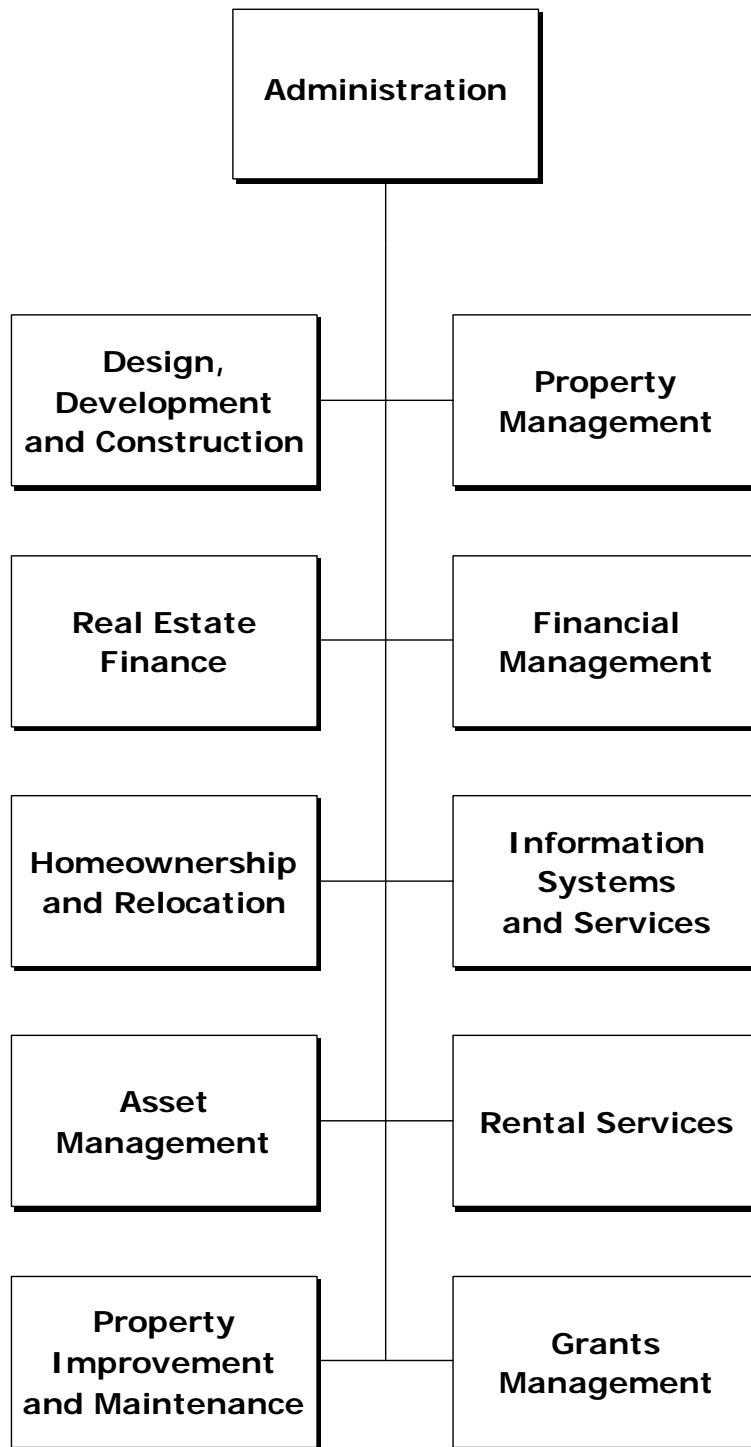 Administration
Design,
Development
and Construction
Property
Management
Real Estate
Finance
Financial
Management
Homeownership
and Relocation
Information
Systems
and Services
Asset
Management
Rental Services
Property
Improvement
and Maintenance
Grants
Management